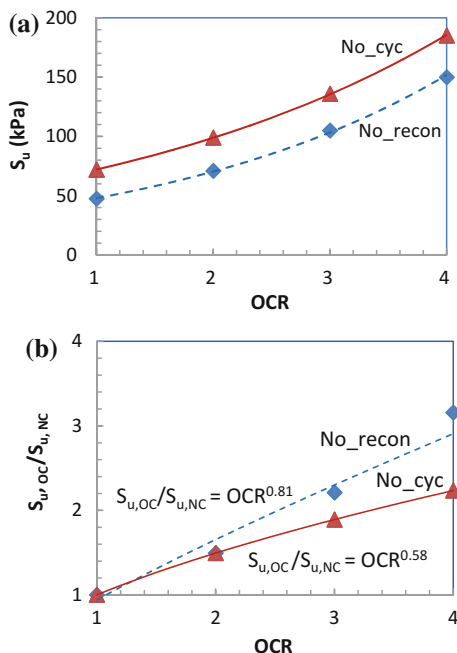 (a)
200
150
100
50
0
S_u (kPa)
No_cyc
No_recon
1 2 3 4
OCR
(b)
4
3
2
1
S_u,OC/S_u,NC
No_recon
No_cyc
S_u,OC/S_u,NC = OCR^0.81
S_u,OC/S_u,NC = OCR^0.58
1 2 3 4
OCR